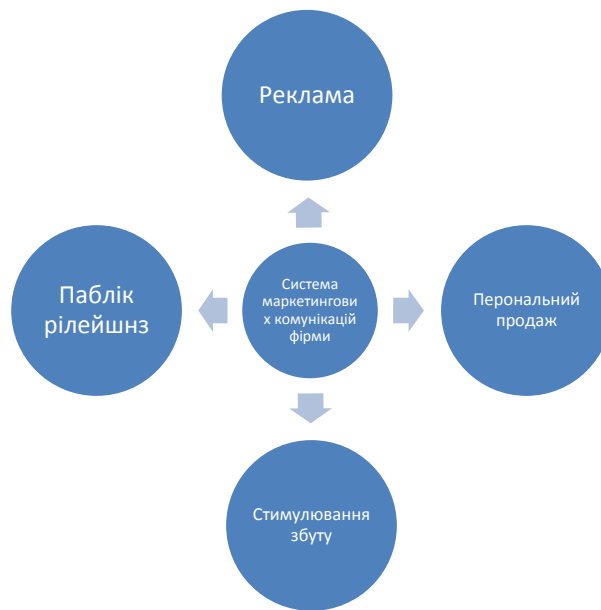 Реклама
Паблік
рілейшнз
Система
маркетингови
х комунікацій
фірми
Перональний
продаж
Стимулювання
збуту